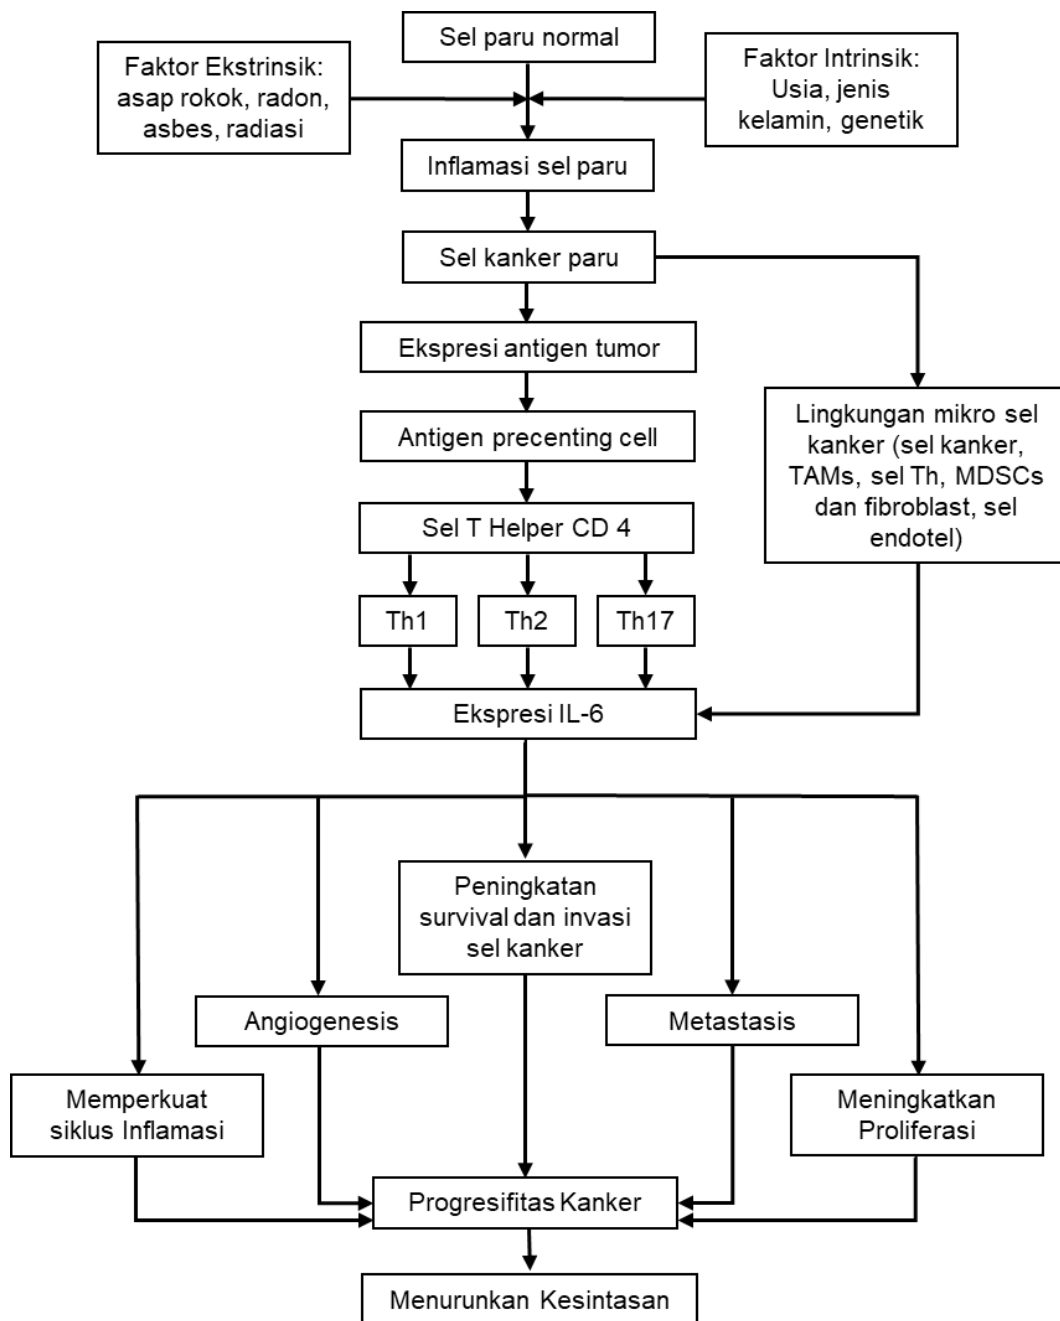 Sel paru normal
Faktor Ekstrinsik:
asap rokok, radon,
asbes, radiasi
Faktor Intrinsik:
Usia, jenis
kelamin, genetik
Inflamasi sel paru
Sel kanker paru
Ekspresi antigen tumor
Antigen precenting cell
Lingkungan mikro sel
kanker (sel kanker,
TAMs, sel Th, MDSCs
dan fibroblast, sel
endotel)
Sel T Helper CD 4
Th1
Th2
Th17
Ekspresi IL-6
Peningkatan
survival dan invasi
sel kanker
Angiogenesis
Metastasis
Memperkuat
siklus Inflamasi
Meningkatkan
Proliferasi
Progresifitas Kanker
Menurunkan Kesintasan